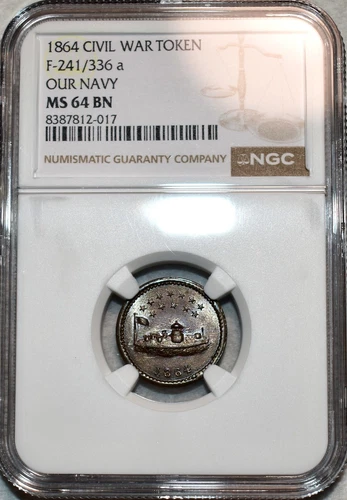 1864 CIVIL WAR TOKEN
F-241/336 a
OUR NAVY
MS 64 BN
8387812-017
NUMISMATIC GUARANTY COMPANY NGC
1864